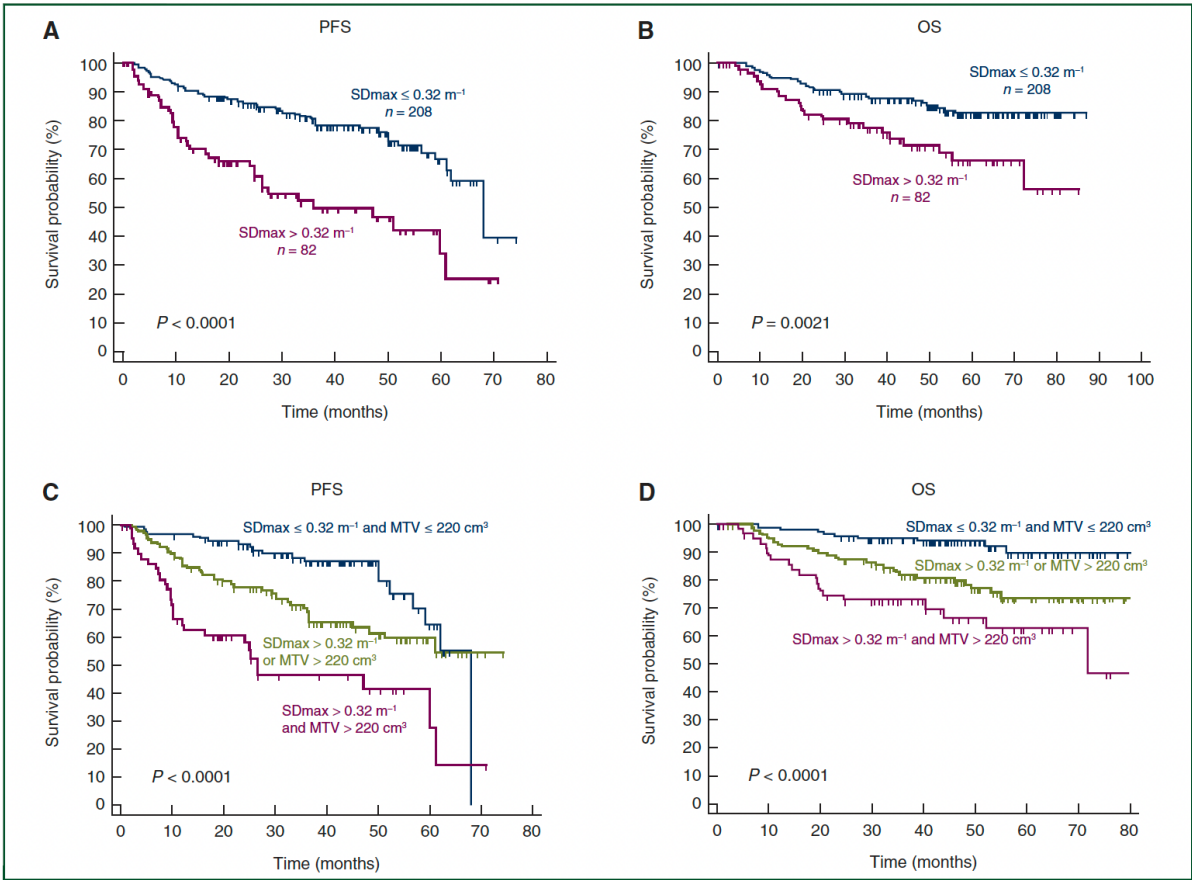 A
PFS
Survival probability (%)
100
90
80
70
60
50
40
30
20
10
0
SDmax ≤ 0.32 m⁻¹
n = 208
SDmax > 0.32 m⁻¹
n = 82
P < 0.0001
0 10 20 30 40 50 60 70 80
Time (months)
B
OS
Survival probability (%)
100
90
80
70
60
50
40
30
20
10
0
SDmax ≤ 0.32 m⁻¹
n = 208
SDmax > 0.32 m⁻¹
n = 82
P = 0.0021
0 10 20 30 40 50 60 70 80 90 100
Time (months)
C
PFS
Survival probability (%)
100
90
80
70
60
50
40
30
20
10
0
SDmax ≤ 0.32 m⁻¹ and MTV ≤ 220 cm³
SDmax > 0.32 m⁻¹
or MTV > 220 cm³
SDmax > 0.32 m⁻¹
and MTV > 220 cm³
P < 0.0001
0 10 20 30 40 50 60 70 80
Time (months)
D
OS
Survival probability (%)
100
90
80
70
60
50
40
30
20
10
0
SDmax ≤ 0.32 m⁻¹ and MTV ≤ 220 cm³
SDmax > 0.32 m⁻¹ or MTV > 220 cm³
SDmax > 0.32 m⁻¹ and MTV > 220 cm³
P < 0.0001
0 10 20 30 40 50 60 70 80
Time (months)